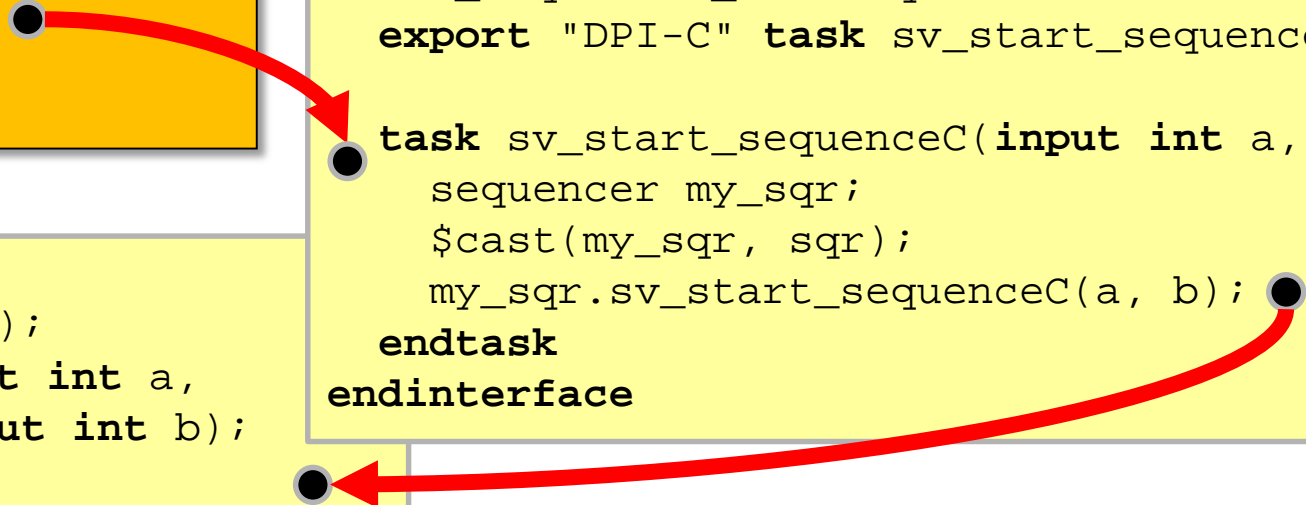 export "DPI-C" task sv_start_sequence
task sv_start_sequenceC(input int a,
sequencer my_sqr;
$cast(my_sqr, sqr);
my_sqr.sv_start_sequenceC(a, b);
endtask
endinterface
);
t int a,
ut int b);